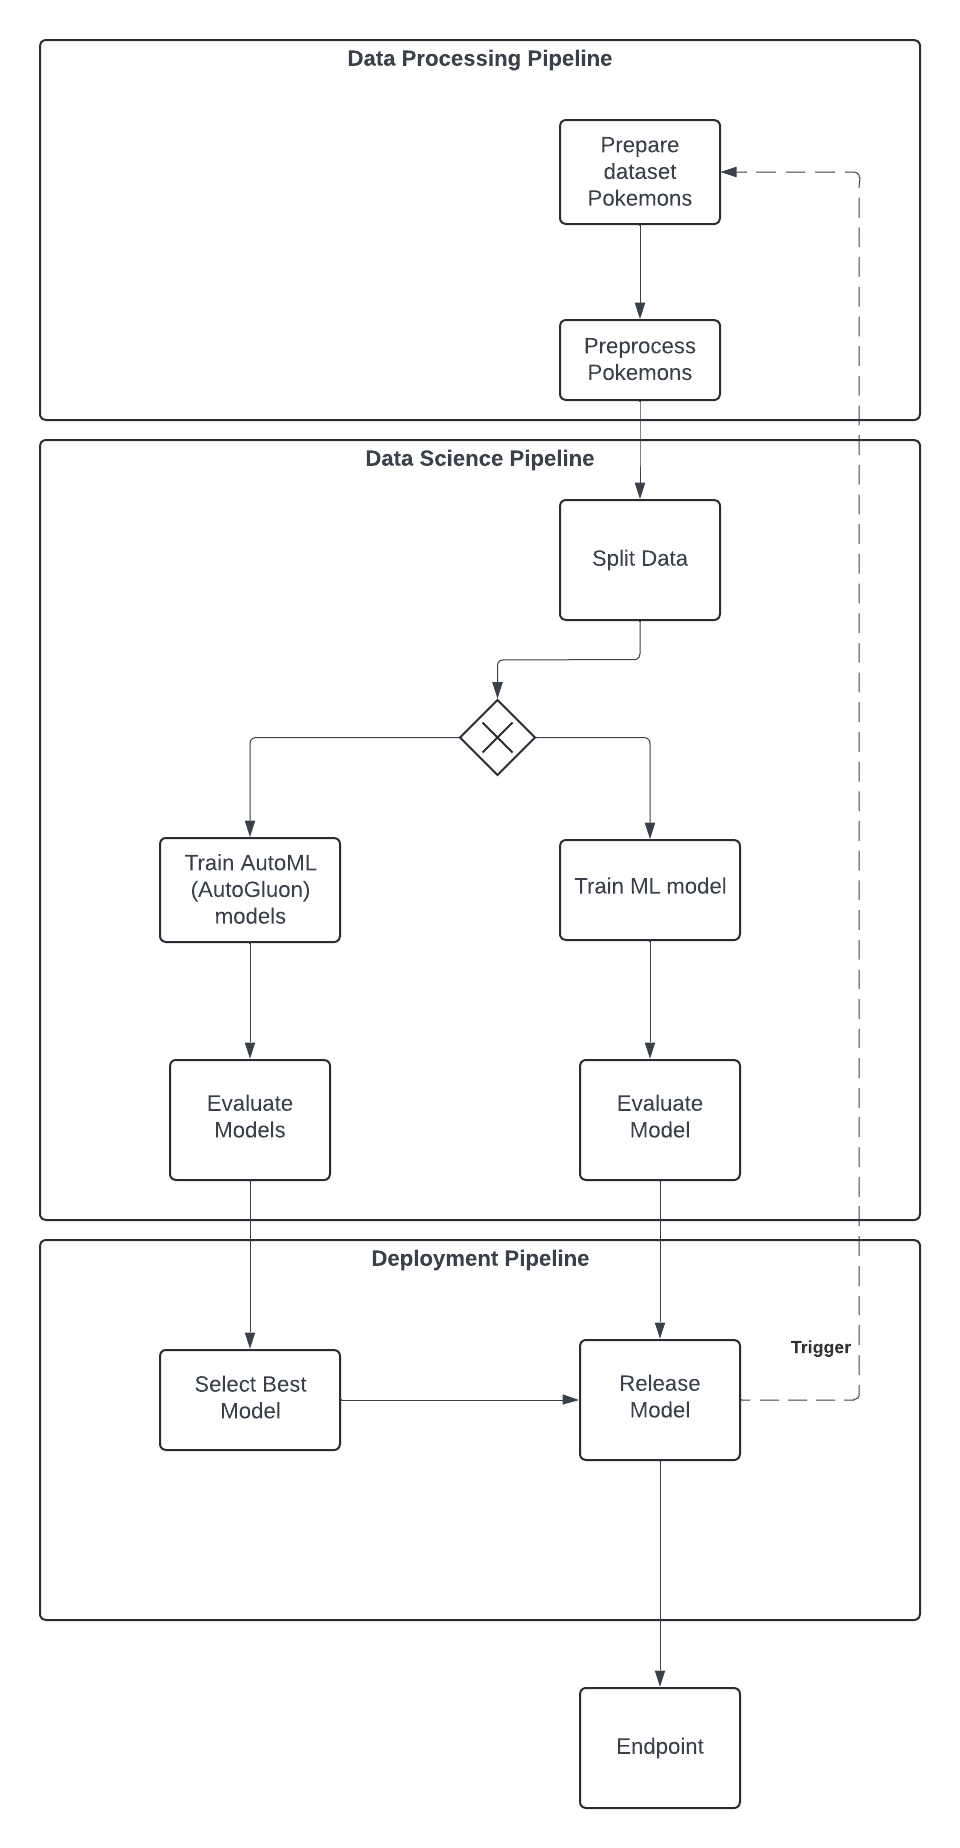 Data Processing Pipeline
Prepare
dataset
Pokemons
Preprocess
Pokemons
Data Science Pipeline
Split Data
Train AutoML
(AutoGluon)
models
Train ML model
Evaluate
Models
Evaluate
Model
Deployment Pipeline
Select Best
Model
Release
Model
Trigger
Endpoint